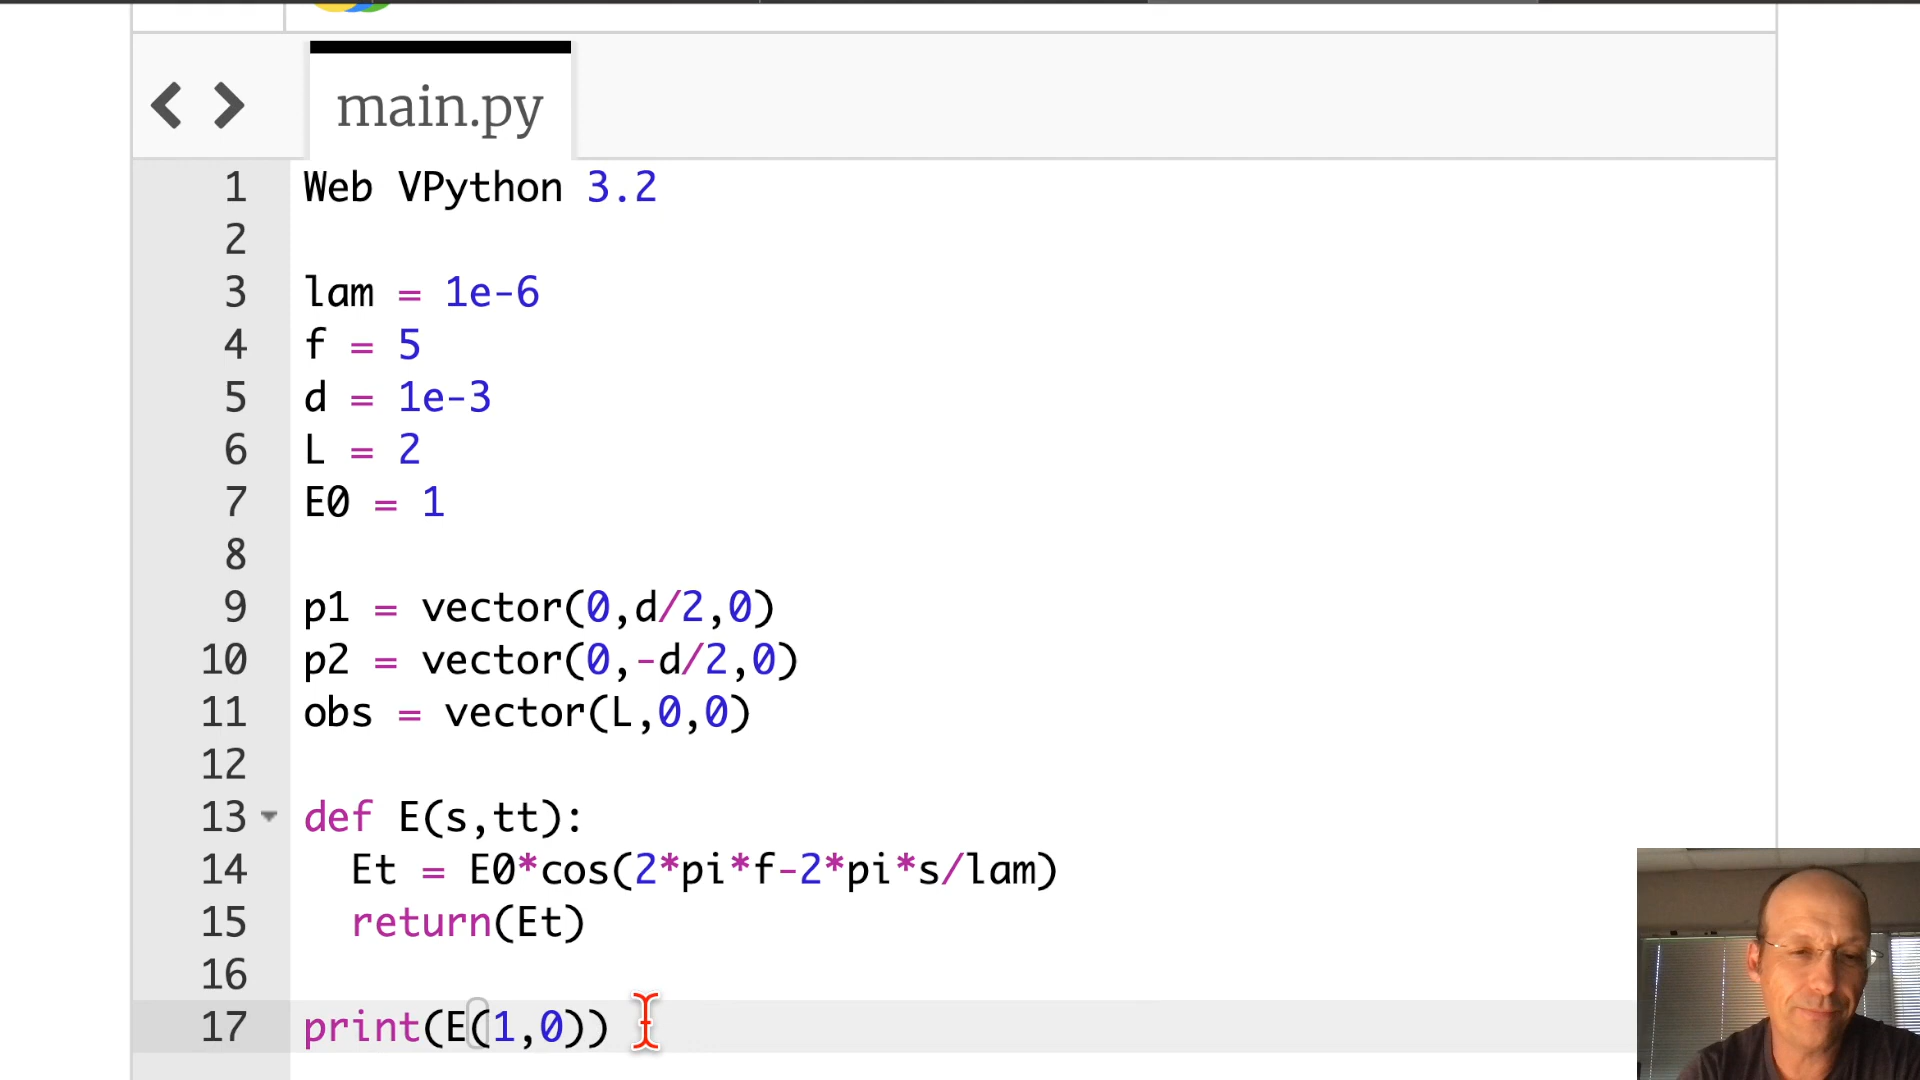 main.py
1 Web VPython 3.2
2
3 lam = 1e-6
4 f = 5
5 d = 1e-3
6 L = 2
7 E0 = 1
8
9 p1 = vector(0,d/2,0)
10 p2 = vector(0,-d/2,0)
11 obs = vector(L,0,0)
12
13 def E(s,tt):
14   Et = E0*cos(2*pi*f-2*pi*s/lam)
15   return(Et)
16
17 print(E(1,0))